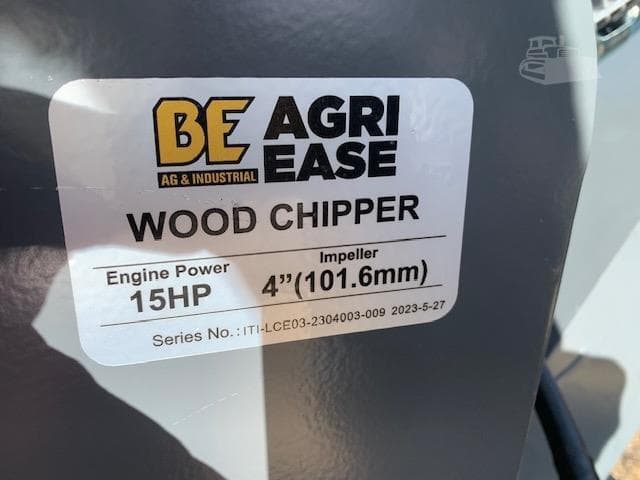 BE AGRI
AG & INDUSTRIAL EASE
WOOD CHIPPER
Engine Power Impeller
15HP 4”(101.6mm)
Series No.: ITI-LCE03-2304003-009 2023-5-27